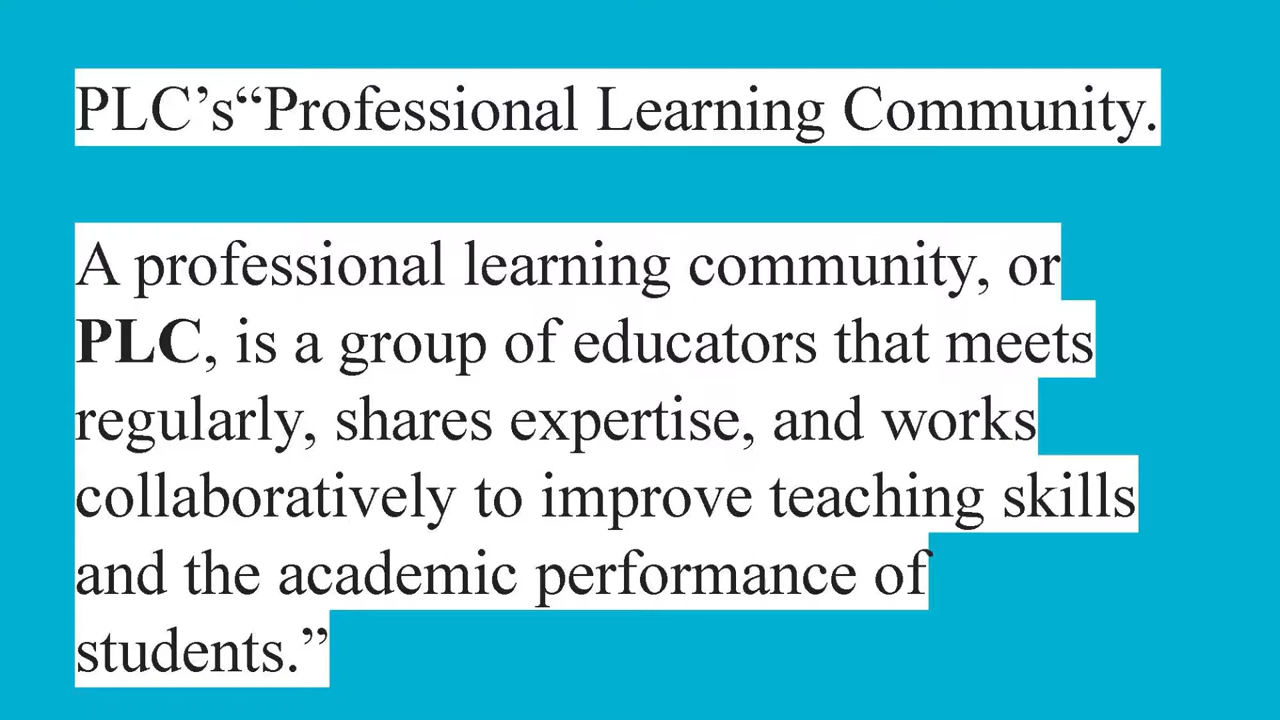 PLC’s“Professional Learning Community.
A professional learning community, or
PLC, is a group of educators that meets
regularly, shares expertise, and works
collaboratively to improve teaching skills
and the academic performance of
students.”